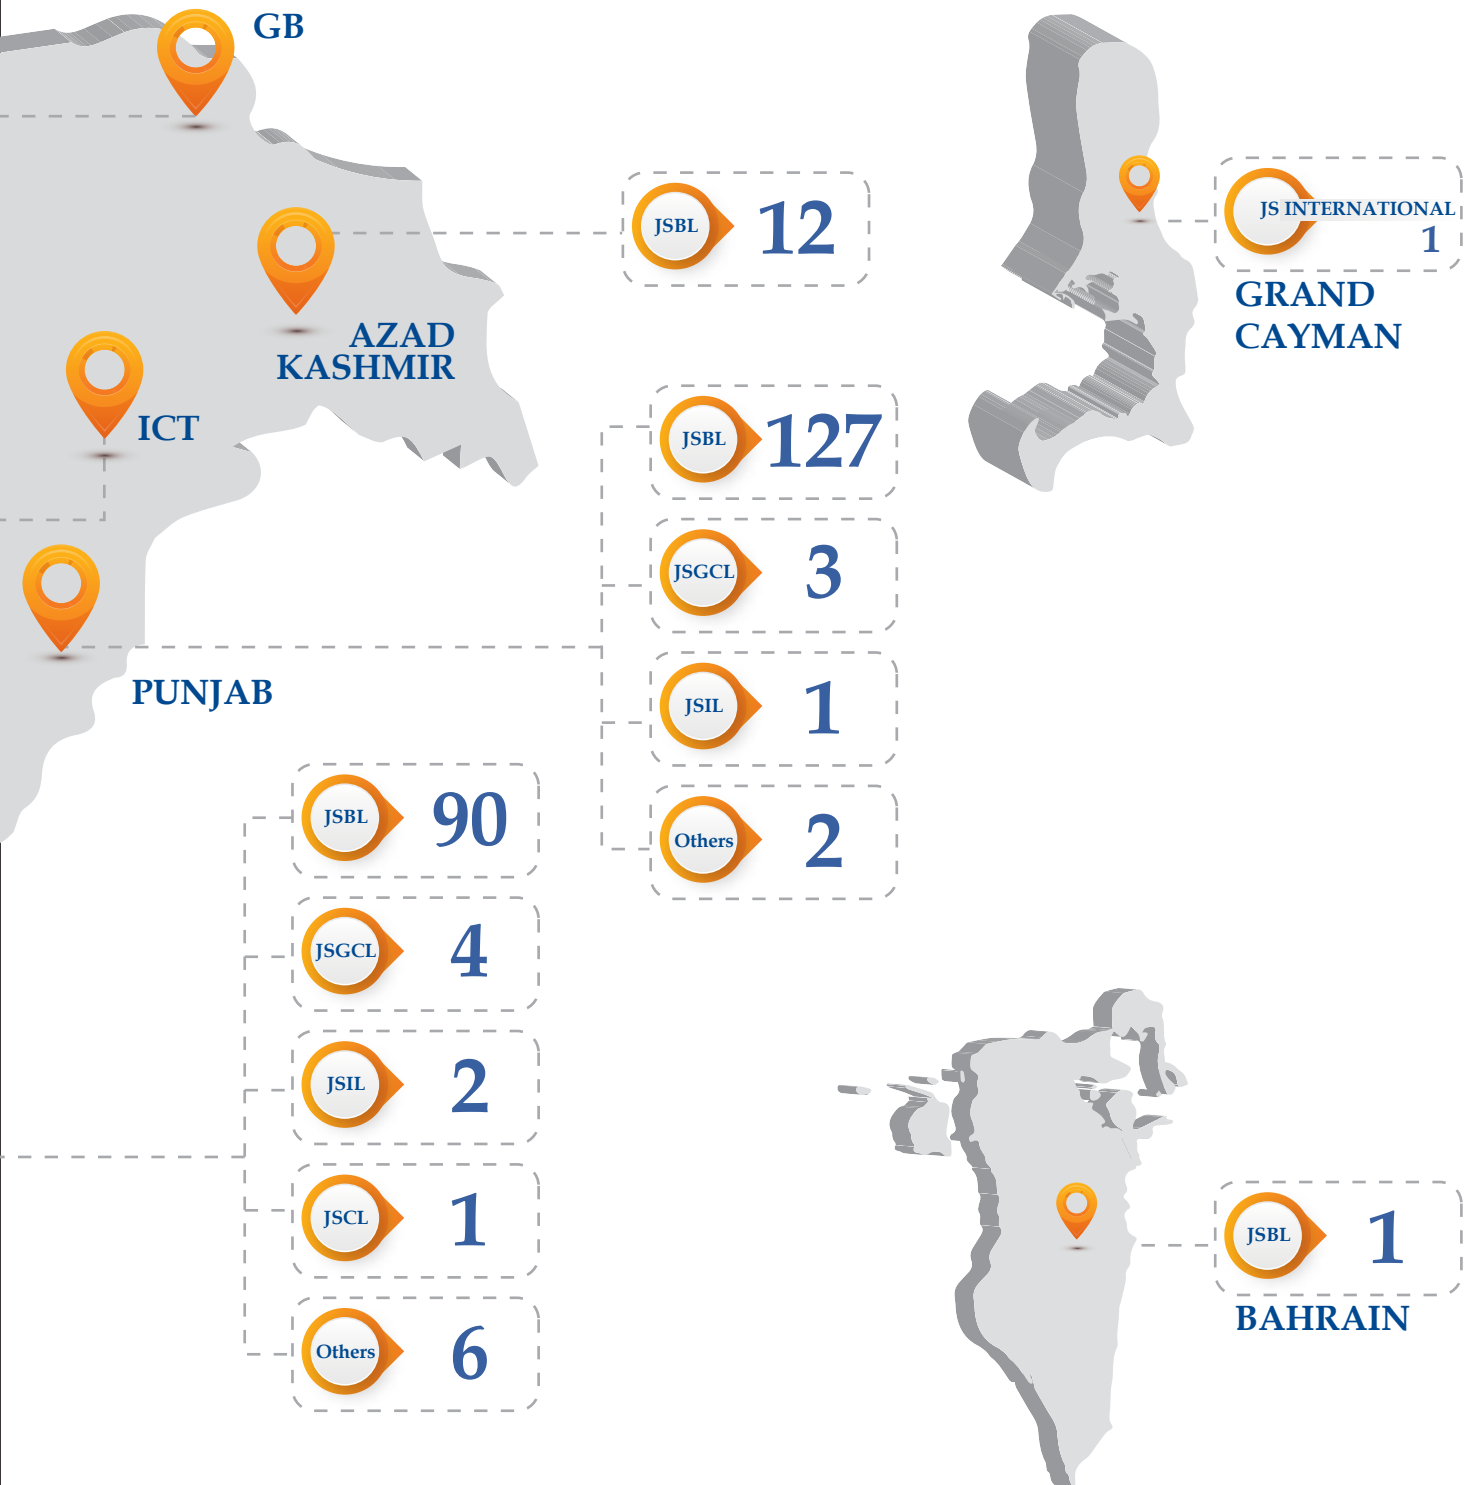 GB
JSBL 12
JS INTERNATIONAL
1
GRAND
CAYMAN
AZAD
KASHMIR
ICT
JSBL 127
JSGCL 3
JSIL 1
Others 2
PUNJAB
JSBL 90
JSGCL 4
JSIL 2
JSCL 1
Others 6
JSBL 1
BAHRAIN